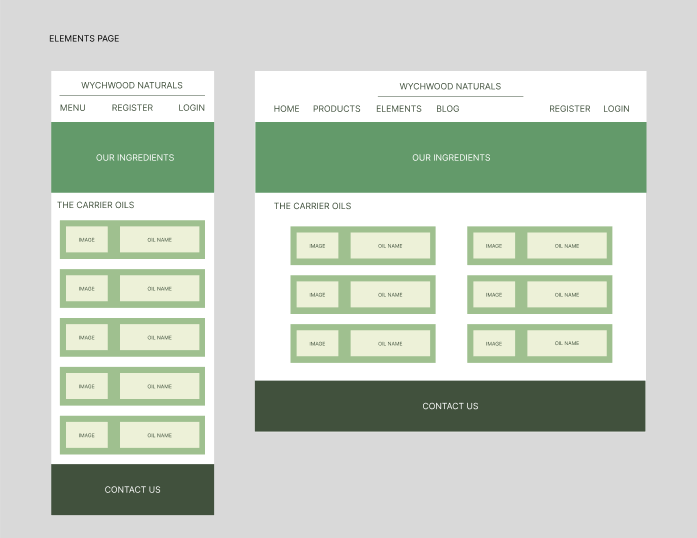 ELEMENTS PAGE
WYCHWOOD NATURALS
MENU REGISTER LOGIN
OUR INGREDIENTS
THE CARRIER OILS
IMAGE OIL NAME
IMAGE OIL NAME
IMAGE OIL NAME
IMAGE OIL NAME
IMAGE OIL NAME
CONTACT US
WYCHWOOD NATURALS
HOME PRODUCTS ELEMENTS BLOG REGISTER LOGIN
OUR INGREDIENTS
THE CARRIER OILS
IMAGE OIL NAME IMAGE OIL NAME
IMAGE OIL NAME IMAGE OIL NAME
IMAGE OIL NAME IMAGE OIL NAME
CONTACT US